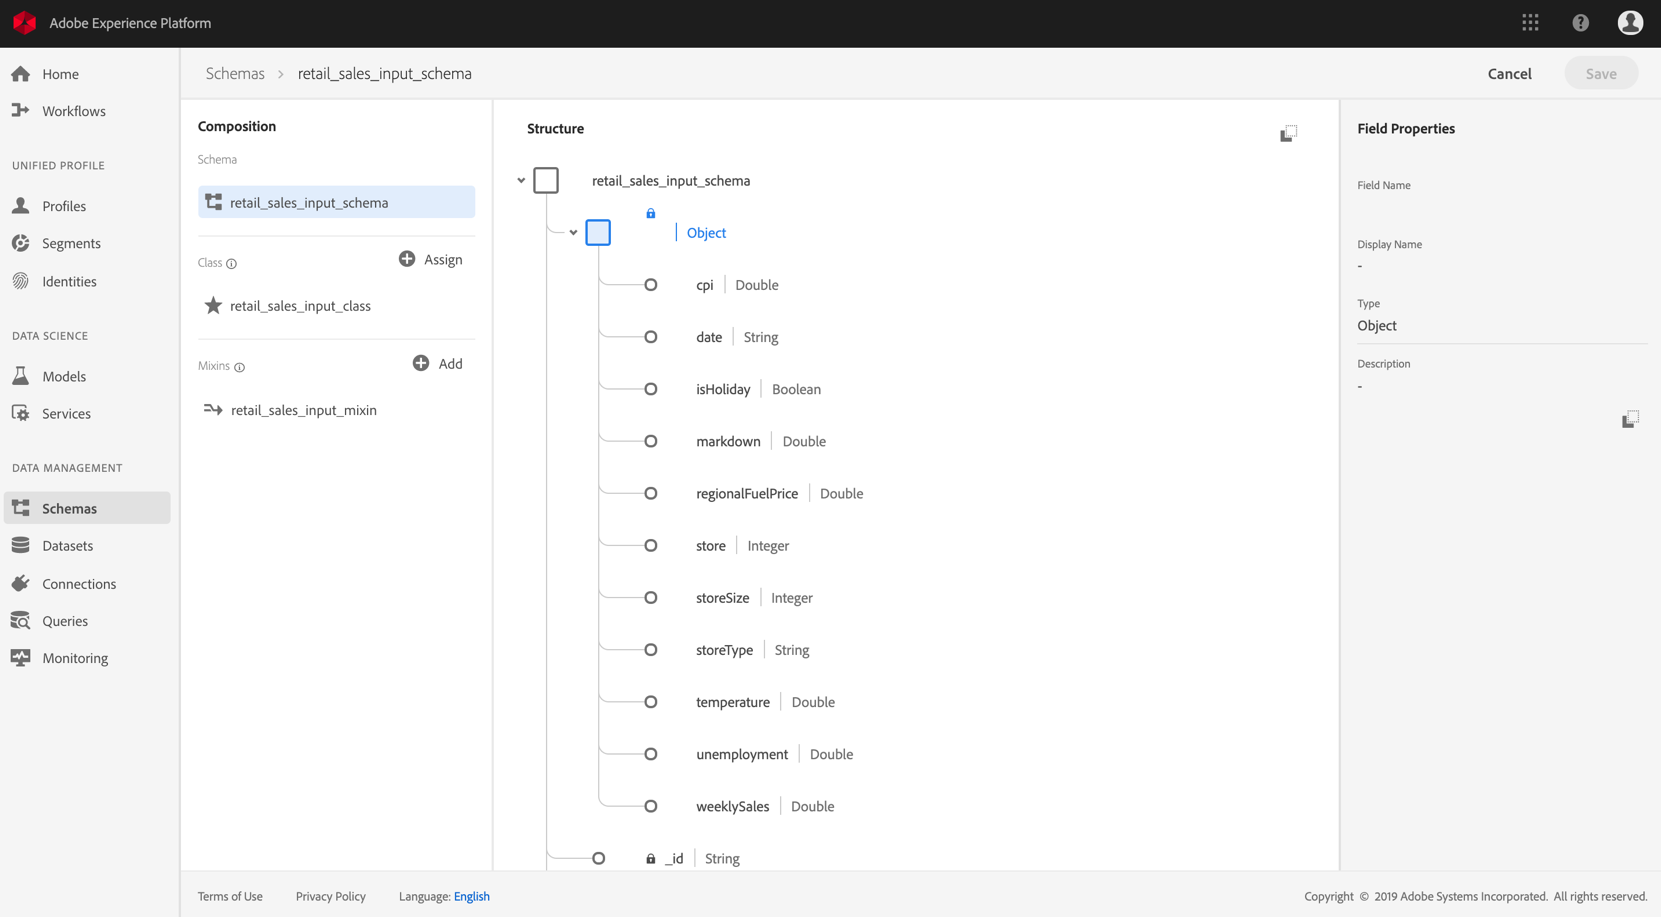 Adobe Experience Platform
Home
Workflows
UNIFIED PROFILE
Profiles
Segments
Identities
DATA SCIENCE
Models
Services
DATA MANAGEMENT
Schemas
Datasets
Connections
Queries
Monitoring
Schemas > retail_sales_input_schema
Cancel
Save
Composition
Schema
retail_sales_input_schema
Class
Assign
retail_sales_input_class
Mixins
Add
retail_sales_input_mixin
Structure
retail_sales_input_schema
Object
cpi | Double
date | String
isHoliday | Boolean
markdown | Double
regionalFuelPrice | Double
store | Integer
storeSize | Integer
storeType | String
temperature | Double
unemployment | Double
weeklySales | Double
_id | String
Field Properties
Field Name
Display Name
-
Type
Object
Description
-
Terms of Use Privacy Policy Language: English Copyright © 2019 Adobe Systems Incorporated. All rights reserved.